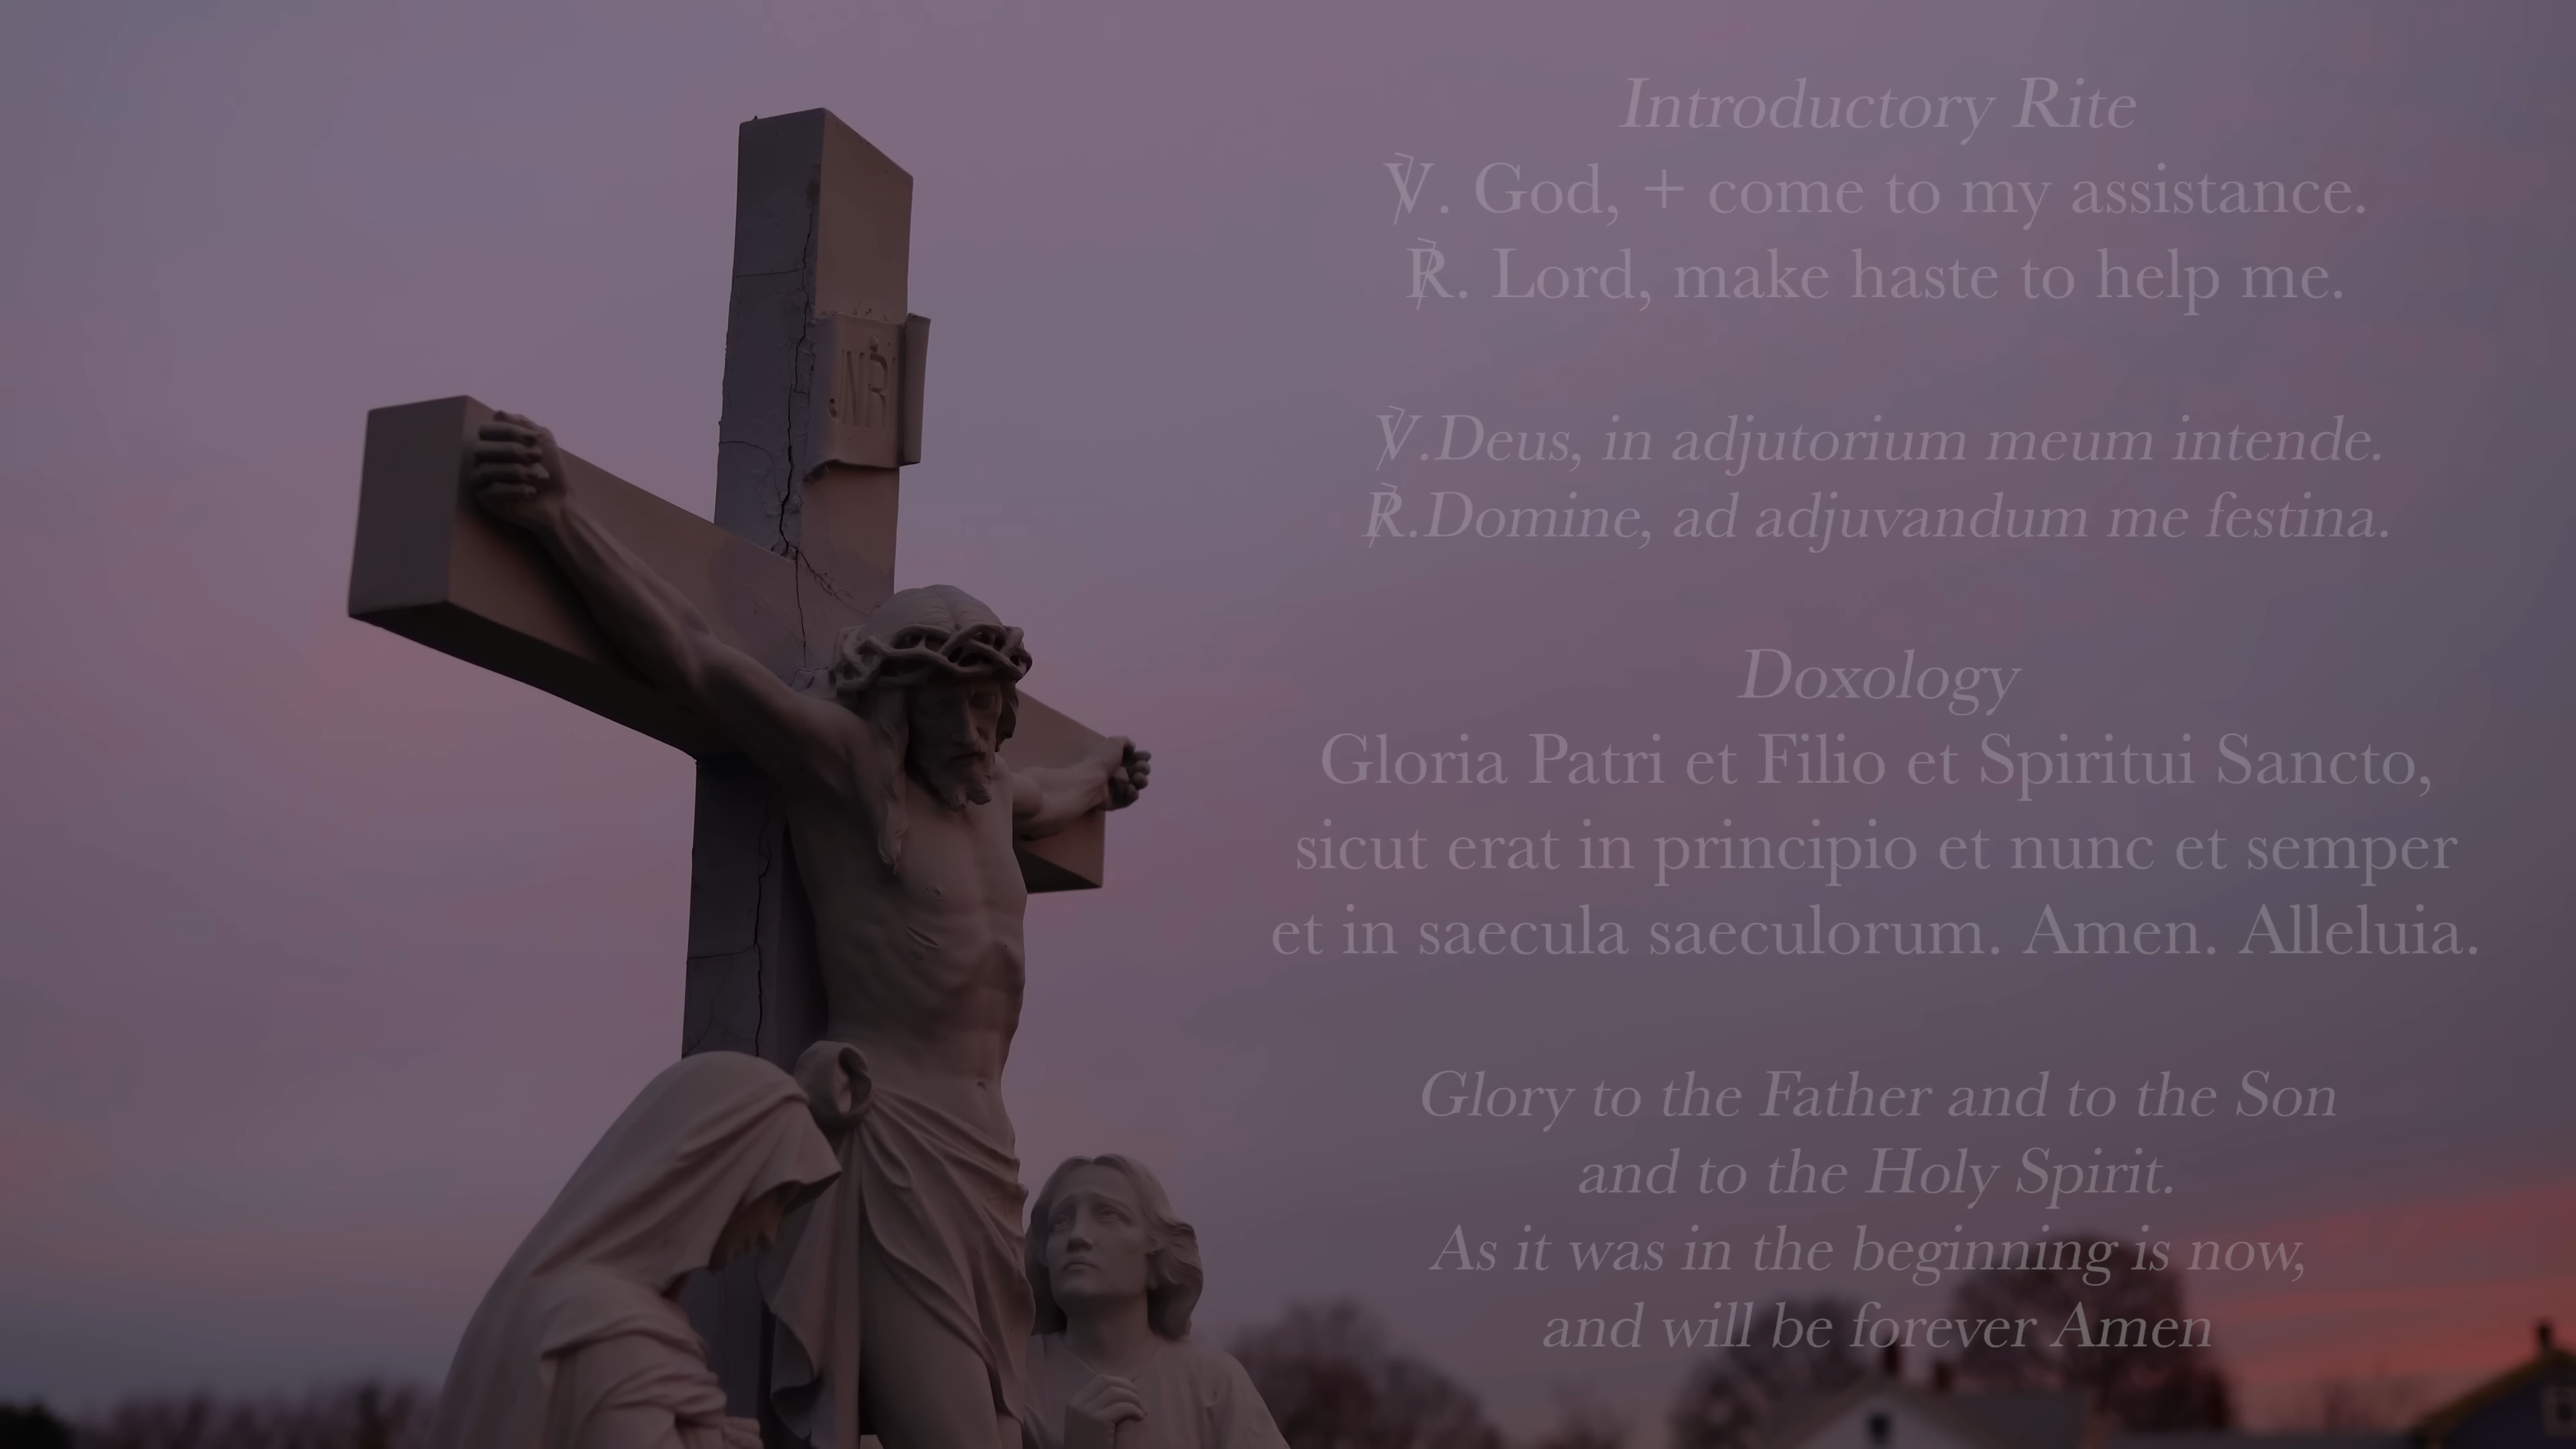 INRI
Introductory Rite
℣. God, + come to my assistance.
℟. Lord, make haste to help me.
℣.Deus, in adjutorium meum intende.
℟.Domine, ad adjuvandum me festina.
Doxology
Gloria Patri et Filio et Spiritui Sancto,
sicut erat in principio et nunc et semper
et in saecula saeculorum. Amen. Alleluia.
Glory to the Father and to the Son
and to the Holy Spirit.
As it was in the beginning is now,
and will be forever Amen